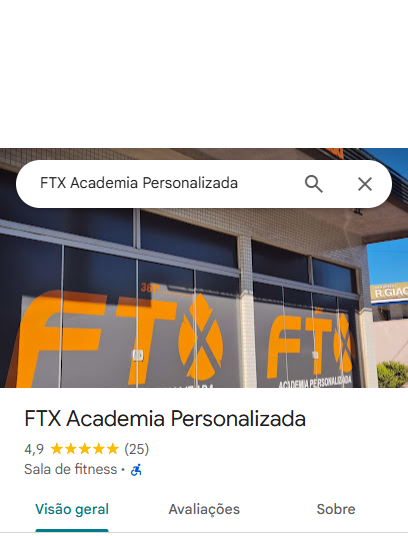 FTX Academia Personalizada
R.GIAC
FTX
FTX
ACADEMIA PERSONALIZADA
FTX Academia Personalizada
4,9 (25)
Sala de fitness ·
Visão geral Avaliações Sobre